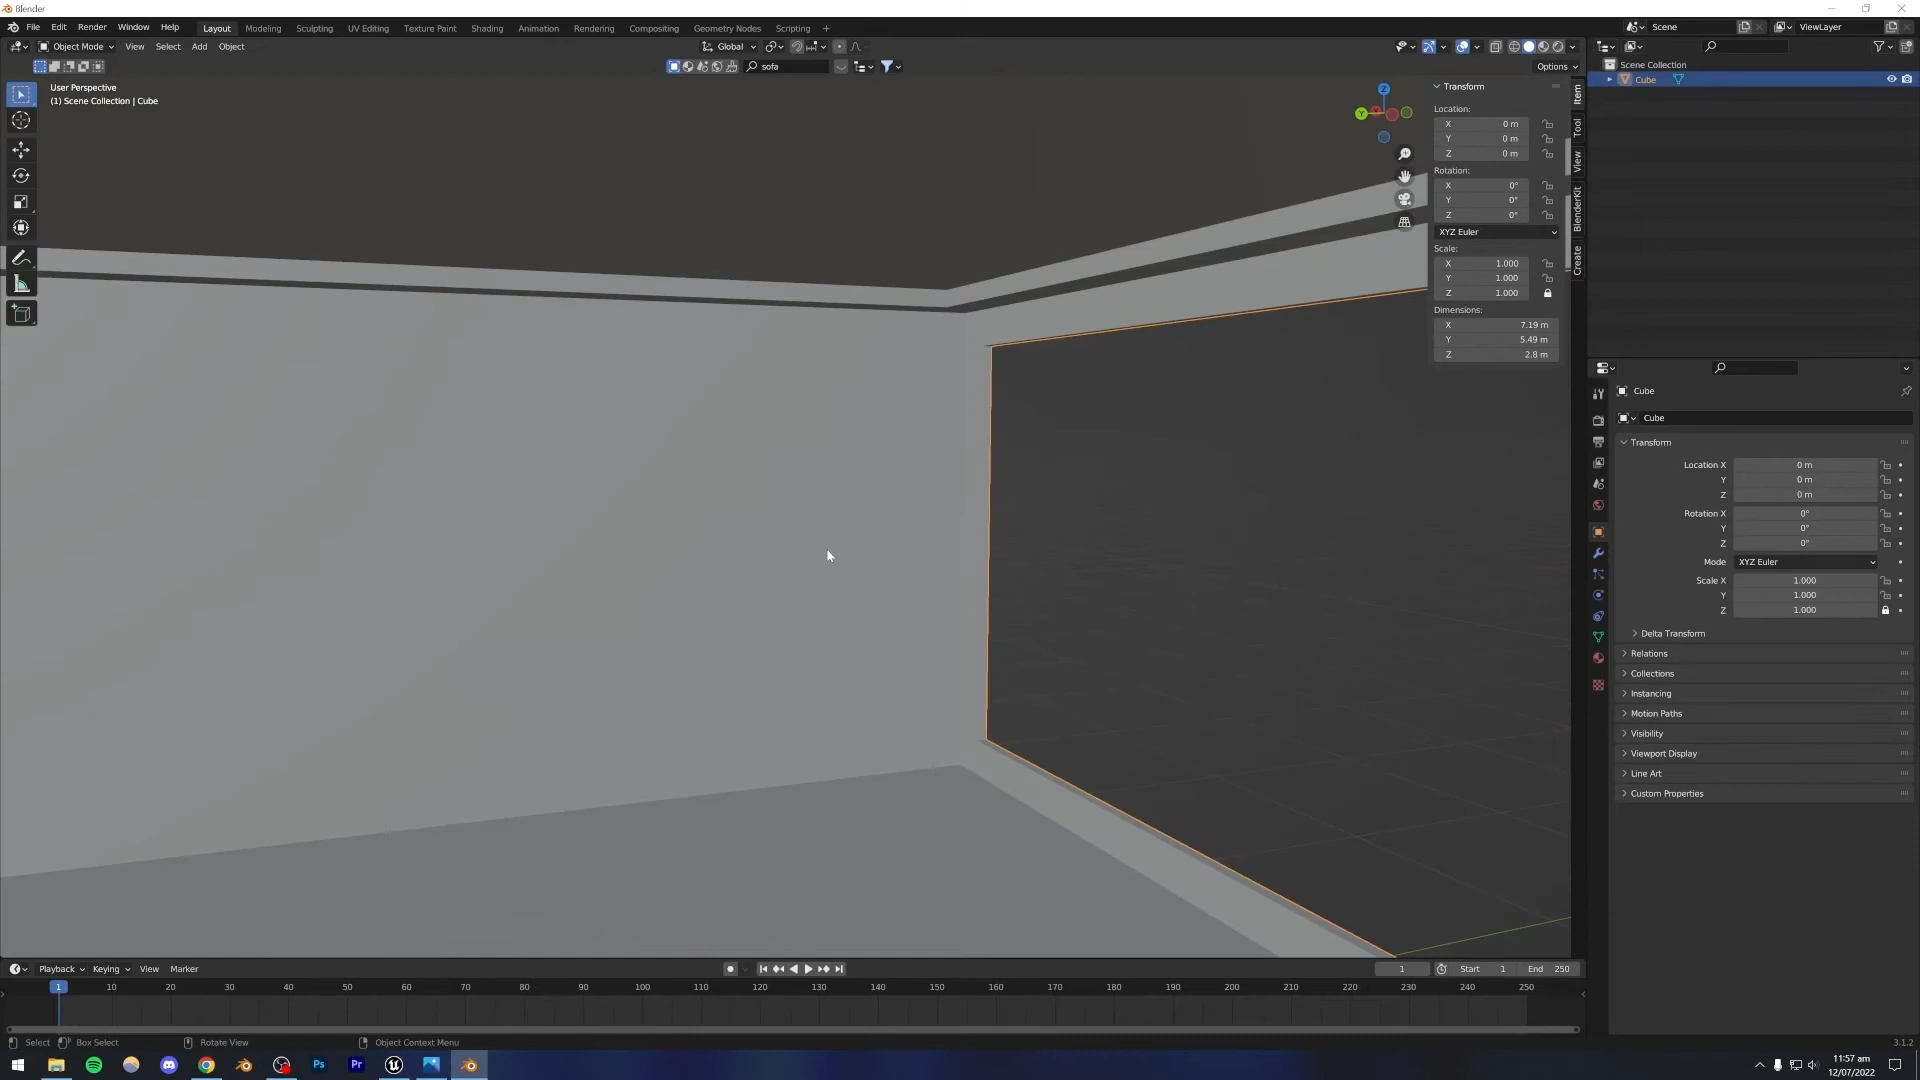 Blender
File Edit Render Window Help Layout Modeling Sculpting UV Editing Texture Paint Shading Animation Rendering Compositing Geometry Nodes Scripting + Scene ViewLayer
Object Mode View Select Add Object Global
sofa Options
User Perspective
(1) Scene Collection | Cube
Z
Y
X
Transform
Location:
X 0 m
Y 0 m
Z 0 m
Rotation:
X 0°
Y 0°
Z 0°
XYZ Euler
Scale:
X 1.000
Y 1.000
Z 1.000
Dimensions:
X 7.19 m
Y 5.49 m
Z 2.8 m
Item
Tool
View
BlenderKit
Create
Scene Collection
Cube
Cube
Cube
Transform
Location X 0 m
Y 0 m
Z 0 m
Rotation X 0°
Y 0°
Z 0°
Mode XYZ Euler
Scale X 1.000
Y 1.000
Z 1.000
Delta Transform
Relations
Collections
Instancing
Motion Paths
Visibility
Viewport Display
Line Art
Custom Properties
Playback Keying View Marker 1 Start 1 End 250
1 10 20 30 40 50 60 70 80 90 100 110 120 130 140 150 160 170 180 190 200 210 220 230 240 250
Select Box Select Rotate View Object Context Menu 3.1.2
Ps Pr
11:57 am
12/07/2022